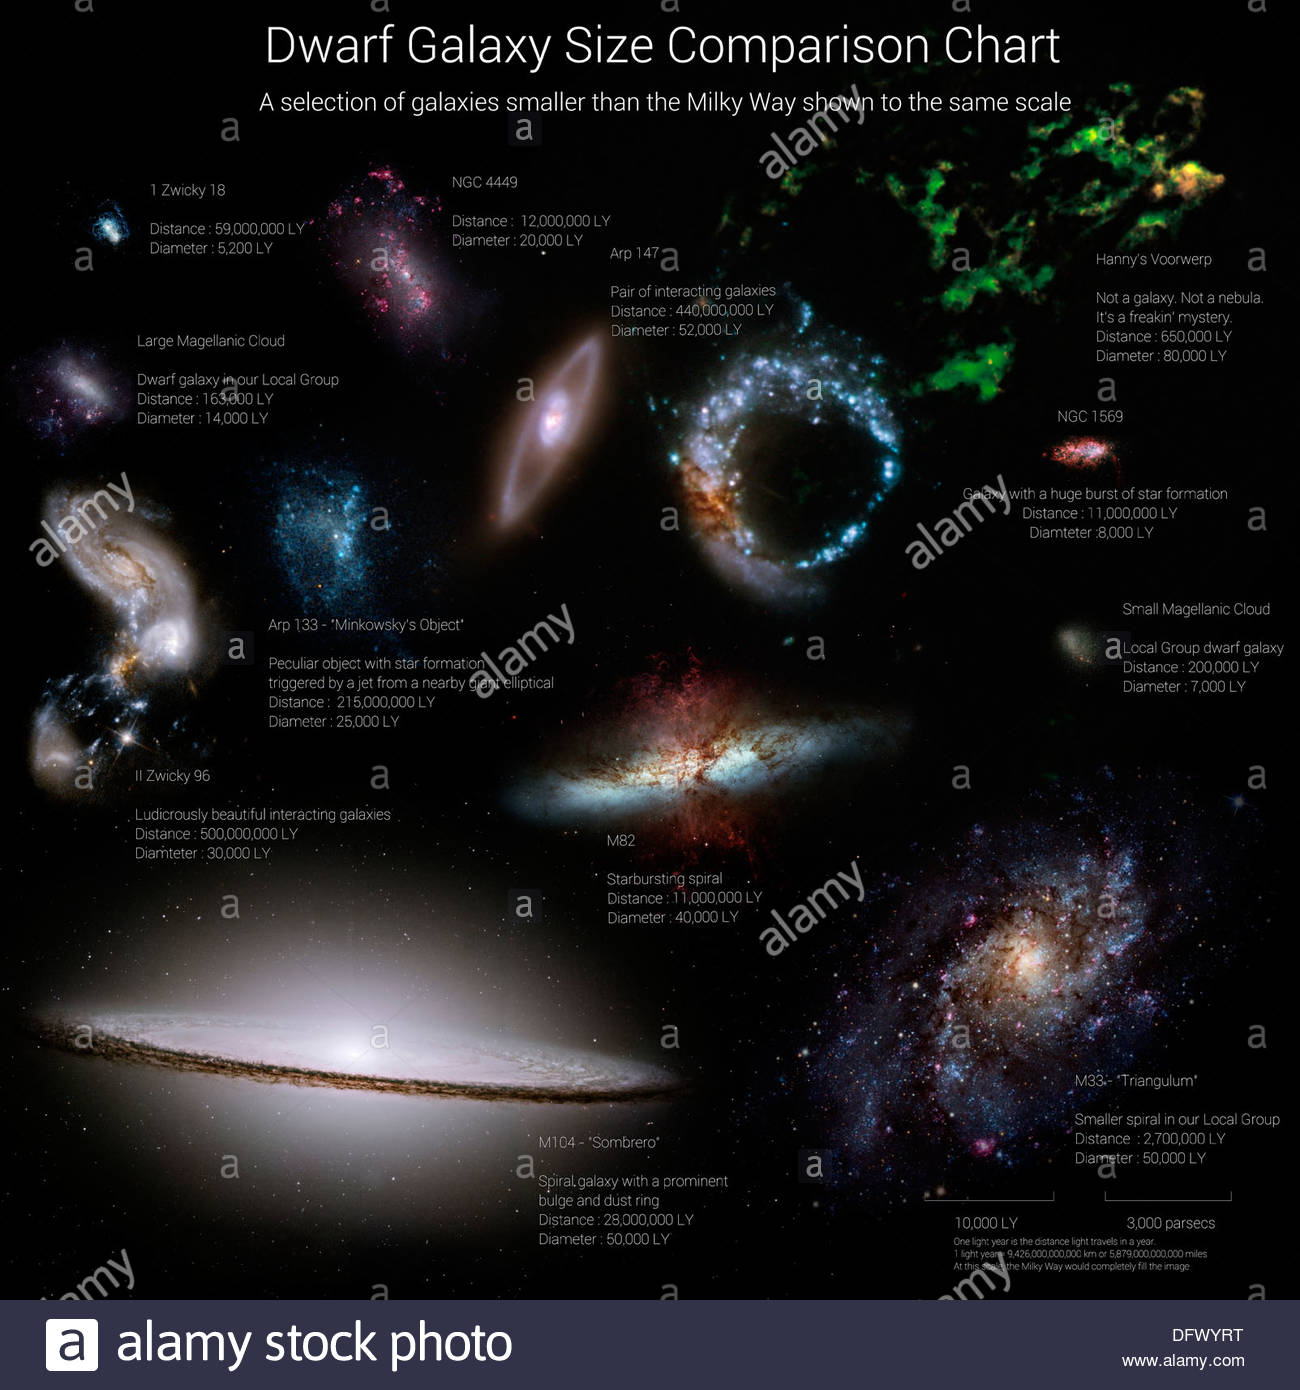 Dwarf Galaxy Size Comparison Chart
A selection of galaxies smaller than the Milky Way shown to the same scale
1 Zwicky 18
Distance : 59,000,000 LY
Diameter : 5,200 LY
NGC 4449
Distance : 12,000,000 LY
Diameter : 20,000 LY
Arp 147
Pair of interacting galaxies
Distance : 440,000,000 LY
Diameter : 52,000 LY
Hanny's Voorwerp
Not a galaxy. Not a nebula.
It's a freakin' mystery.
Distance : 650,000 LY
Diameter : 80,000 LY
Large Magellanic Cloud
Dwarf galaxy in our Local Group
Distance : 163,000 LY
Diameter : 14,000 LY
NGC 1569
Galaxy with a huge burst of star formation
Distance : 11,000,000 LY
Diamteter :8,000 LY
Arp 133 - "Minkowsky's Object"
Peculiar object with star formation
triggered by a jet from a nearby giant elliptical
Distance : 215,000,000 LY
Diameter : 25,000 LY
Small Magellanic Cloud
Local Group dwarf galaxy
Distance : 200,000 LY
Diameter : 7,000 LY
II Zwicky 96
Ludicrously beautiful interacting galaxies
Distance : 500,000,000 LY
Diamteter : 30,000 LY
M82
Starbursting spiral
Distance : 11,000,000 LY
Diameter : 40,000 LY
M33 - "Triangulum"
Smaller spiral in our Local Group
Distance : 2,700,000 LY
Diameter : 50,000 LY
M104 - "Sombrero"
Spiral galaxy with a prominent
bulge and dust ring
Distance : 28,000,000 LY
Diameter : 50,000 LY
10,000 LY
3,000 parsecs
One light year is the distance light travels in a year.
1 light year= 9,426,000,000,000 km or 5,879,000,000,000 miles
At this scale, the Milky Way would completely fill the image
alamy
alamy
alamy
alamy
alamy
alamy
alamy
a alamy stock photo
DFWYRT
www.alamy.com